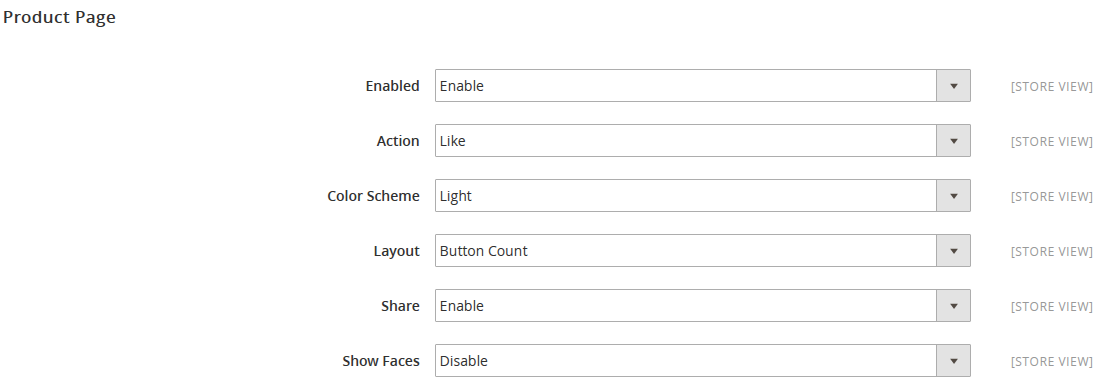 Product Page
Enabled Enable [STORE VIEW]
Action Like [STORE VIEW]
Color Scheme Light [STORE VIEW]
Layout Button Count [STORE VIEW]
Share Enable [STORE VIEW]
Show Faces Disable [STORE VIEW]